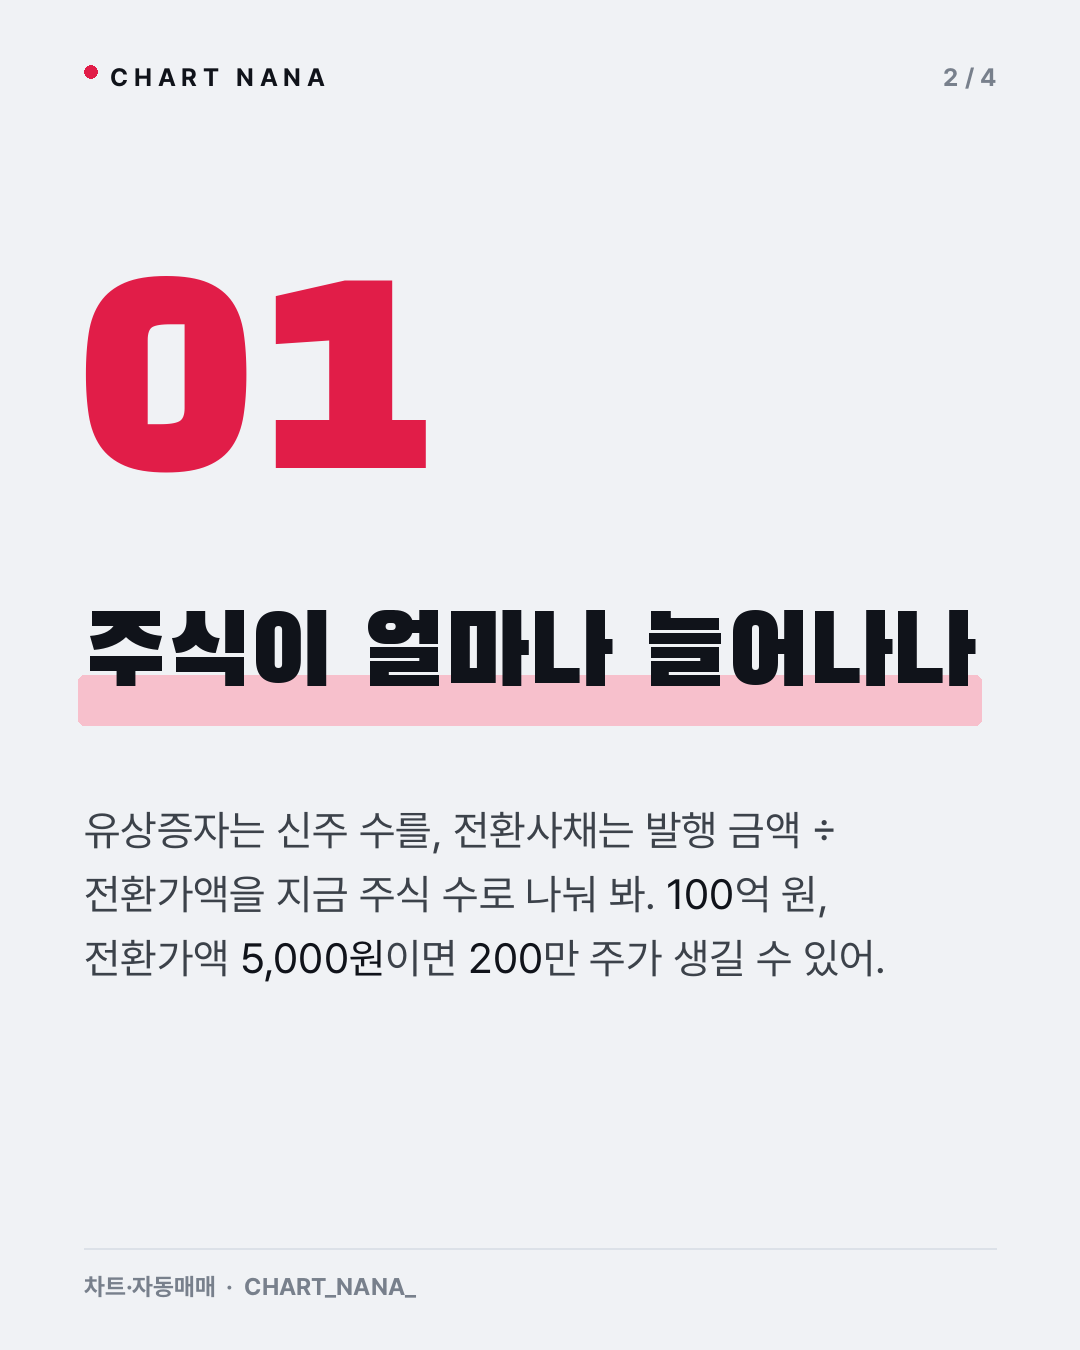 CHART NANA
2 / 4
01
주식이 얼마나 늘어나나
유상증자는 신주 수를, 전환사채는 발행 금액 ÷
전환가액을 지금 주식 수로 나눠 봐. 100억 원,
전환가액 5,000원이면 200만 주가 생길 수 있어.
차트·자동매매 · CHART_NANA_